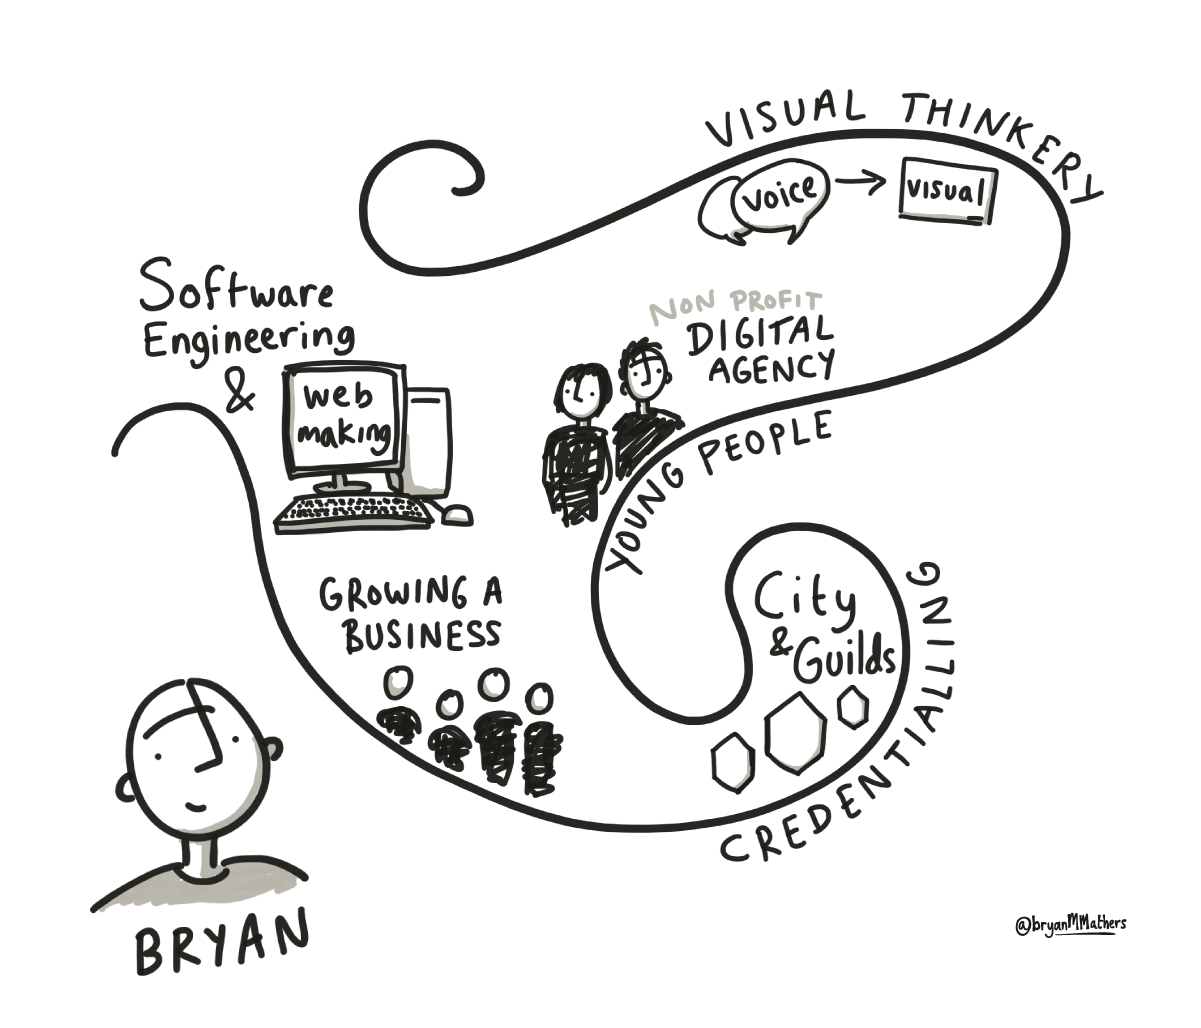 VISUAL THINKERY
voice
visual
Software
Engineering
&
web
making
NON PROFIT
DIGITAL
AGENCY
YOUNG PEOPLE
GROWING A
BUSINESS
City
& Guilds
CREDENTIALLING
BRYAN
@bryanMMathers